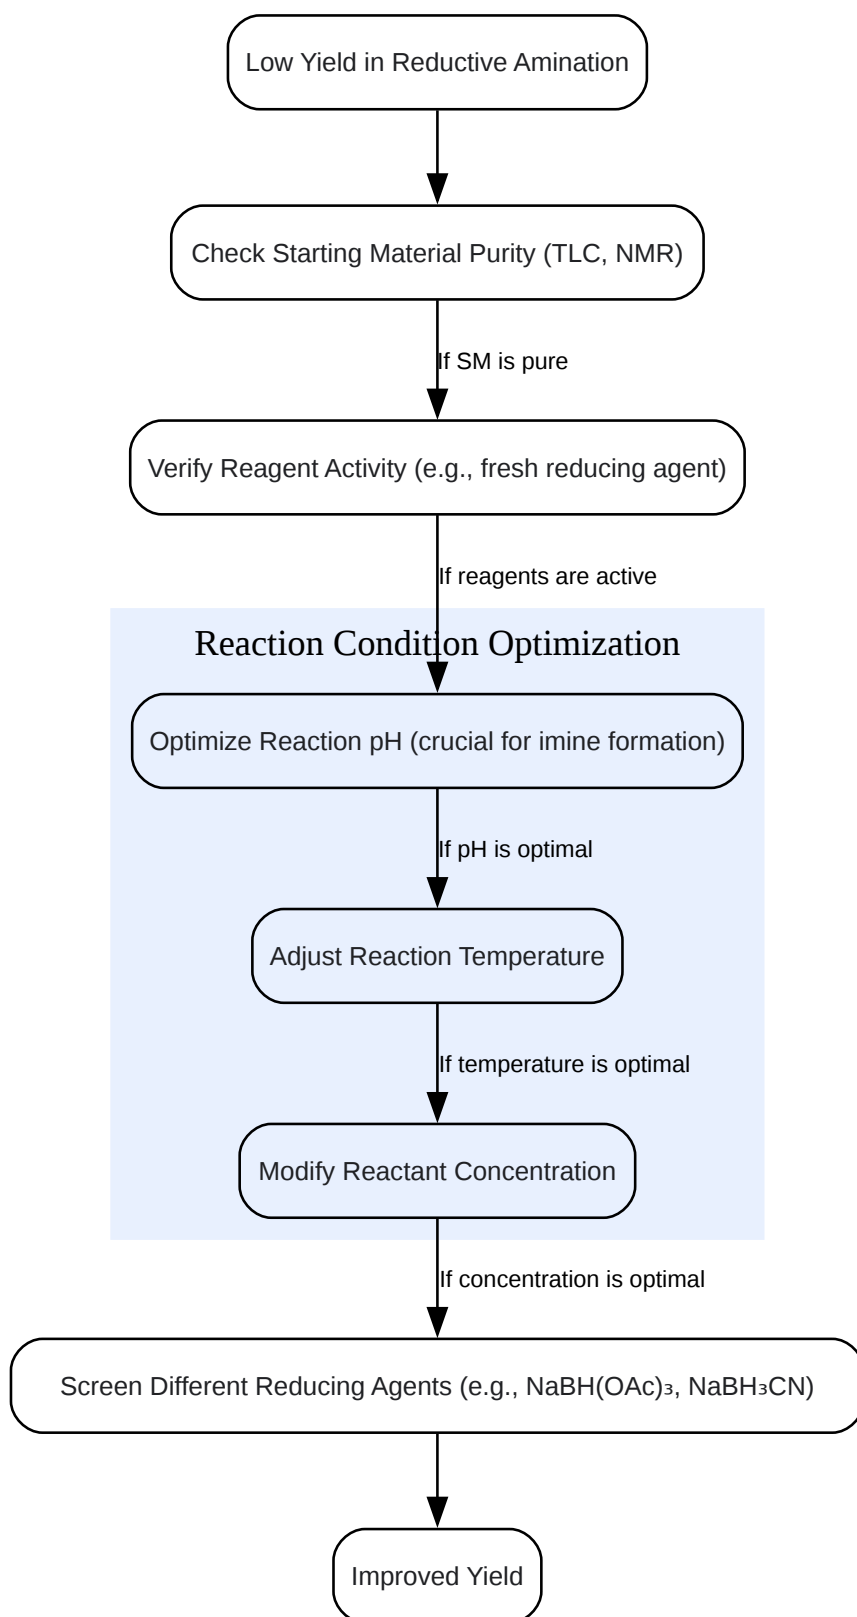 Low Yield in Reductive Amination
Check Starting Material Purity (TLC, NMR)
If SM is pure
Verify Reagent Activity (e.g., fresh reducing agent)
If reagents are active
Reaction Condition Optimization
Optimize Reaction pH (crucial for imine formation)
If pH is optimal
Adjust Reaction Temperature
If temperature is optimal
Modify Reactant Concentration
If concentration is optimal
Screen Different Reducing Agents (e.g., NaBH(OAc)₃, NaBH₃CN)
Improved Yield